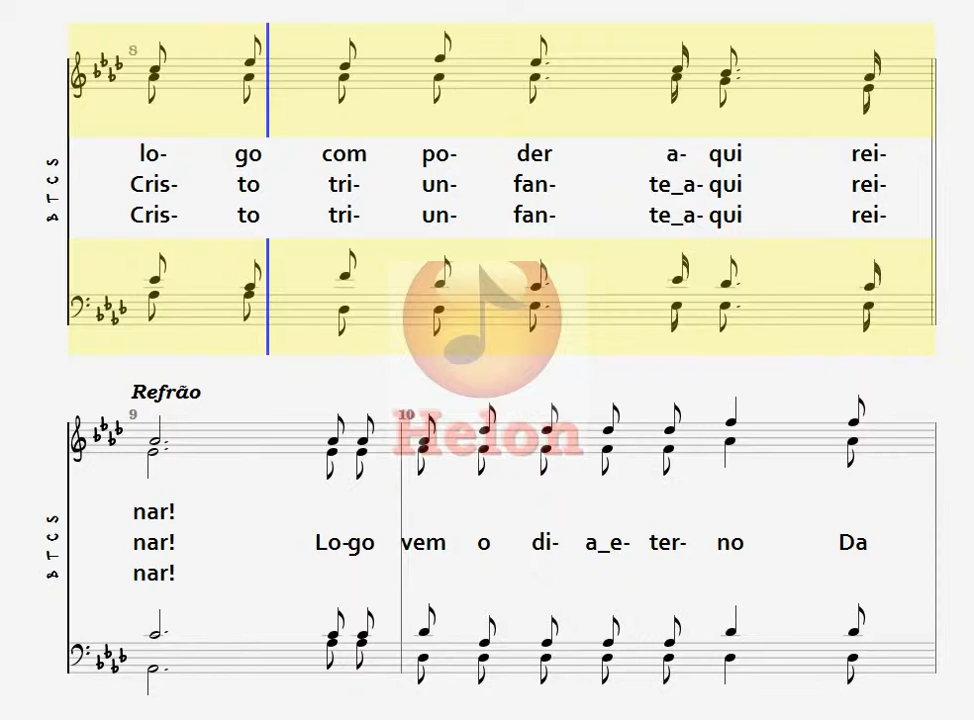 8
S C T B
lo- go com po- der a- qui rei-
Cris- to tri- un- fan- te_a- qui rei-
Cris- to tri- un- fan- te_a- qui rei-
Refrão
9 10
Helon
S C T B
nar!
nar! Lo-go vem o di- a_e- ter- no Da
nar!